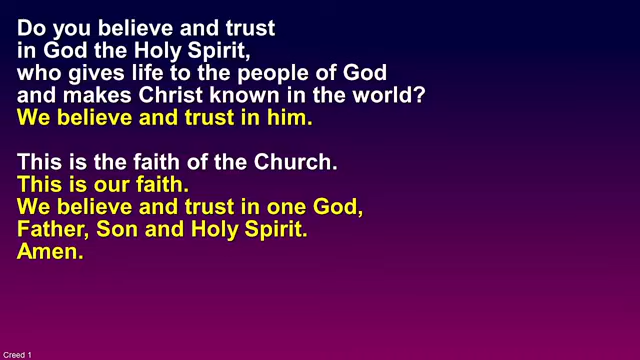 Do you believe and trust
in God the Holy Spirit,
who gives life to the people of God
and makes Christ known in the world?
We believe and trust in him.
This is the faith of the Church.
This is our faith.
We believe and trust in one God,
Father, Son and Holy Spirit.
Amen.
Creed 1